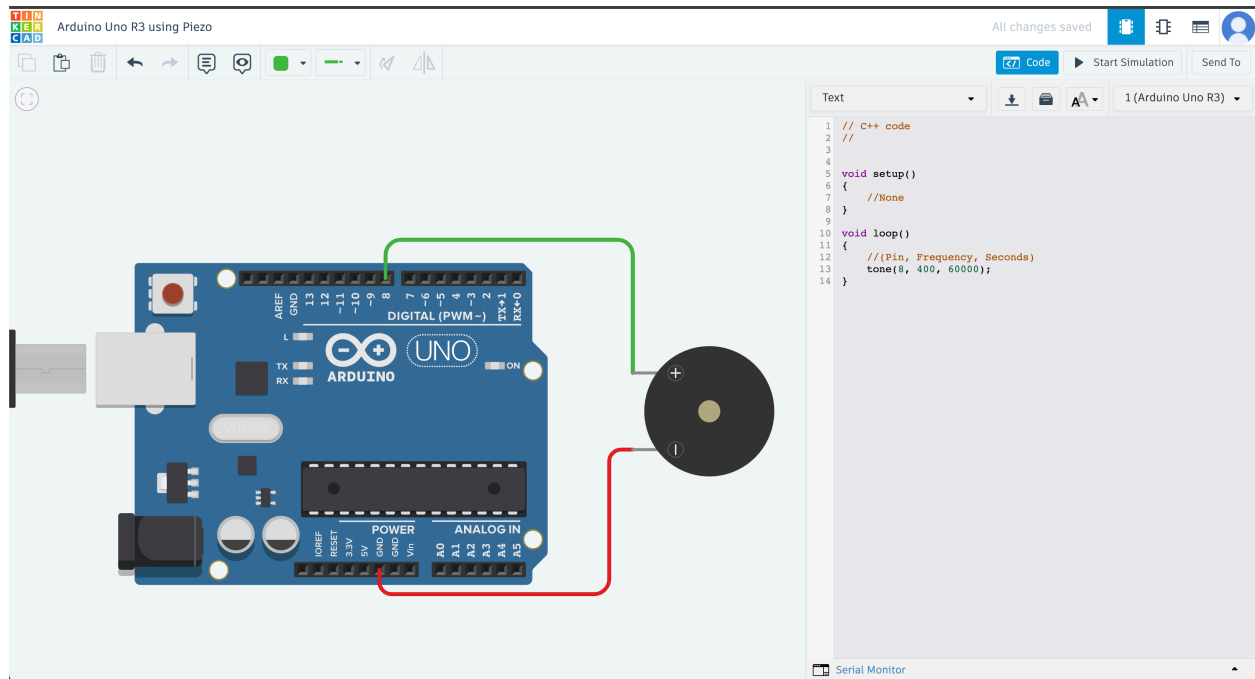 TIN
KER
CAD
Arduino Uno R3 using Piezo
All changes saved
Code
Start Simulation
Send To
Text
AA
1 (Arduino Uno R3)
1 // C++ code
2 //
3
4
5 void setup()
6 {
7 //None
8 }
9
10 void loop()
11 {
12 //(Pin, Frequency, Seconds)
13 tone(8, 400, 60000);
14 }
AREF
GND
13
12
~11
~10
~9
8
7
~6
~5
4
~3
2
TX→1
RX←0
DIGITAL (PWM~)
L
TX
RX
ARDUINO
UNO
ON
+
POWER
ANALOG IN
IOREF
RESET
3.3V
5V
GND
GND
Vin
A0
A1
A2
A3
A4
A5
Serial Monitor